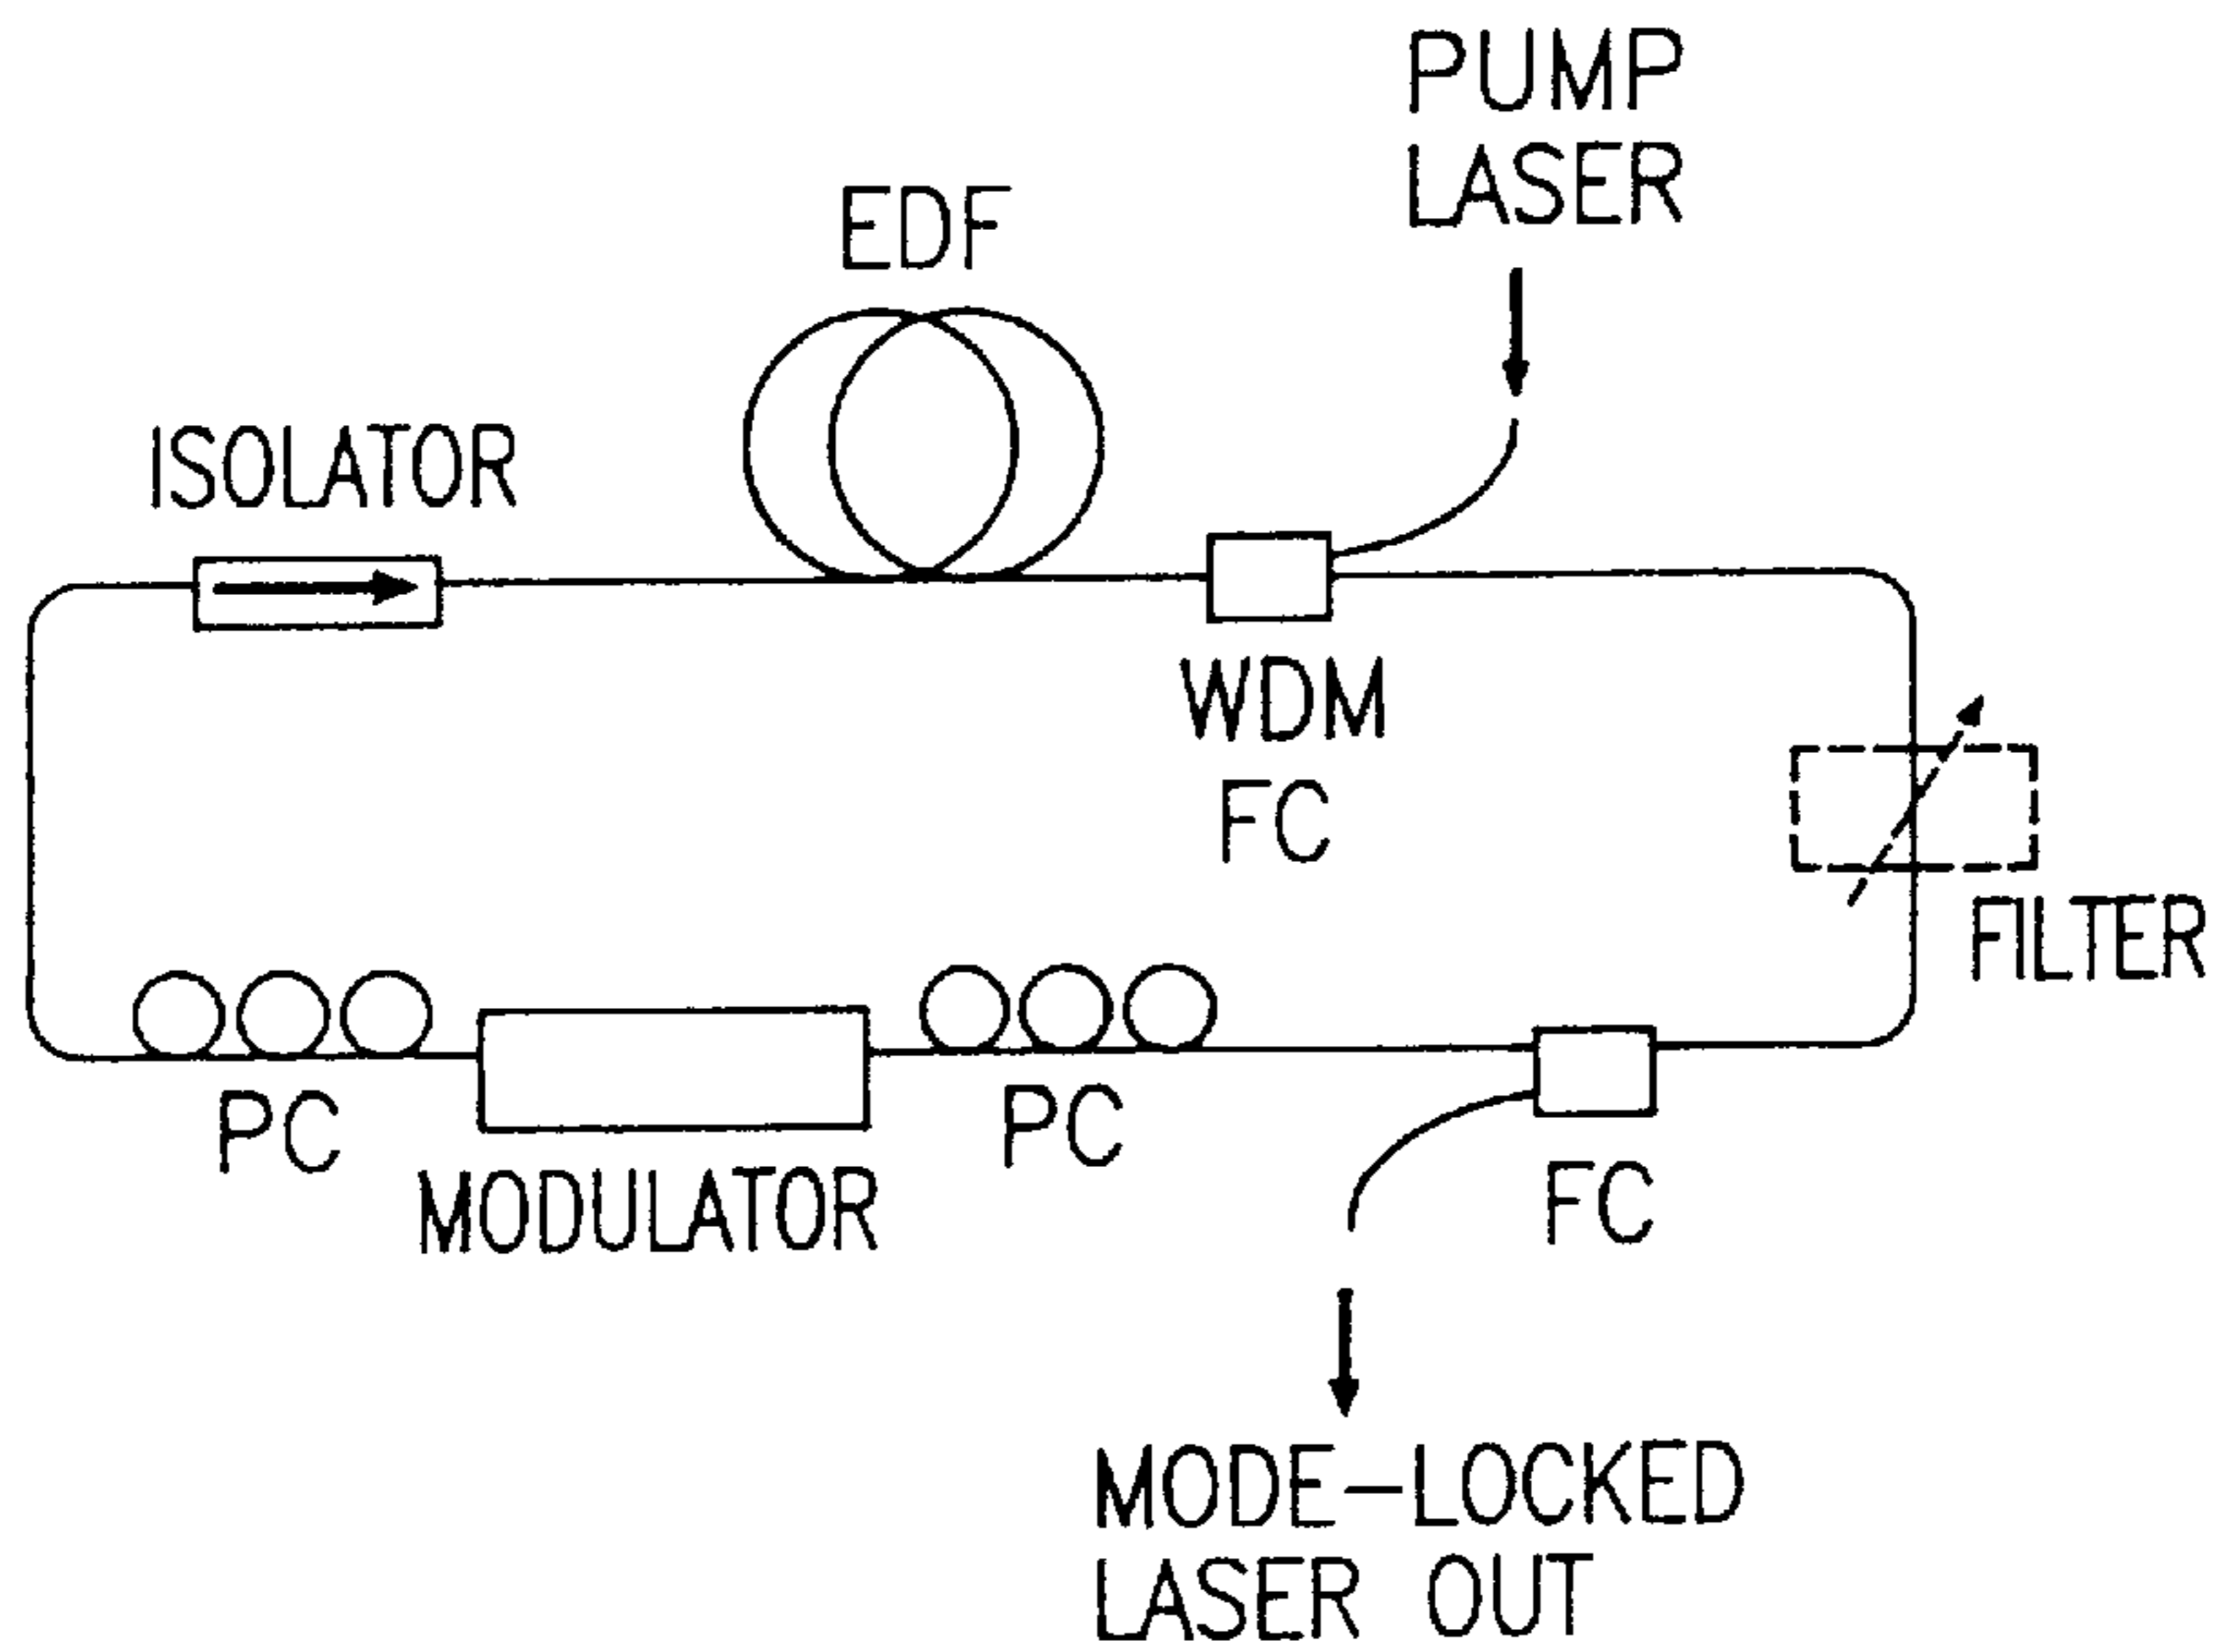 PUMP
LASER
EDF
ISOLATOR
WDM
FC
FILTER
PC
MODULATOR
PC
FC
MODE-LOCKED
LASER OUT